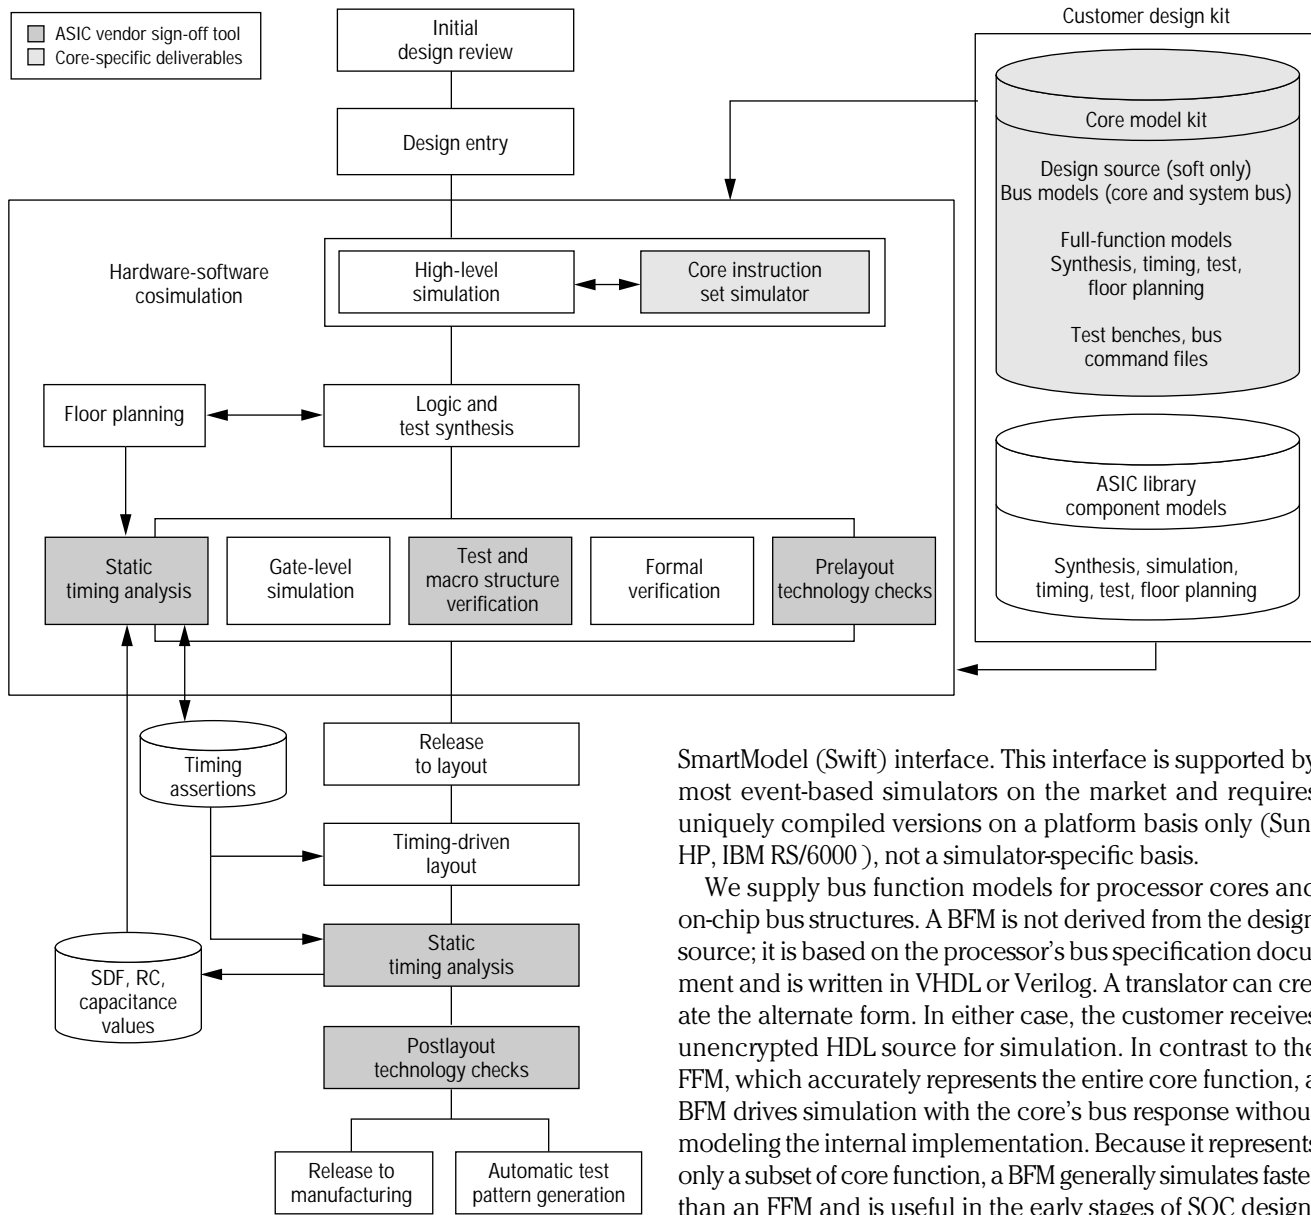 ASIC vendor sign-off tool
Core-specific deliverables
Initial
design review
Design entry
Customer design kit
Core model kit
Design source (soft only)
Bus models (core and system bus)
Full-function models
Synthesis, timing, test,
floor planning
Test benches, bus
command files
ASIC library
component models
Synthesis, simulation,
timing, test, floor planning
Hardware-software
cosimulation
High-level
simulation
Core instruction
set simulator
Floor planning
Logic and
test synthesis
Static
timing analysis
Gate-level
simulation
Test and
macro structure
verification
Formal
verification
Prelayout
technology checks
Timing
assertions
Release
to layout
Timing-driven
layout
SDF, RC,
capacitance
values
Static
timing analysis
Postlayout
technology checks
Release to
manufacturing
Automatic test
pattern generation
SmartModel (Swift) interface. This interface is supported by
most event-based simulators on the market and requires
uniquely compiled versions on a platform basis only (Sun
HP, IBM RS/6000 ), not a simulator-specific basis.
We supply bus function models for processor cores and
on-chip bus structures. A BFM is not derived from the design
source; it is based on the processor's bus specification docu
ment and is written in VHDL or Verilog. A translator can cre
ate the alternate form. In either case, the customer receives
unencrypted HDL source for simulation. In contrast to the
FFM, which accurately represents the entire core function, a
BFM drives simulation with the core's bus response withou
modeling the internal implementation. Because it represents
only a subset of core function, a BFM generally simulates faste
than an FFM and is useful in the early stages of SOC design